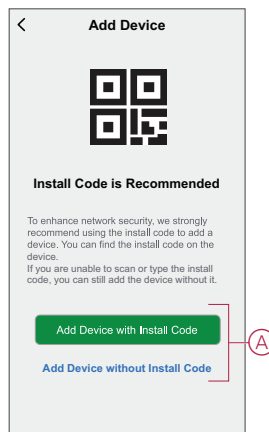 Add Device
Install Code is Recommended
To enhance network security, we strongly
recommend using the install code to add a
device. You can find the install code on the
device.
If you are unable to scan or type the install
code, you can still add the device without it.
Add Device with Install Code
A
Add Device without Install Code